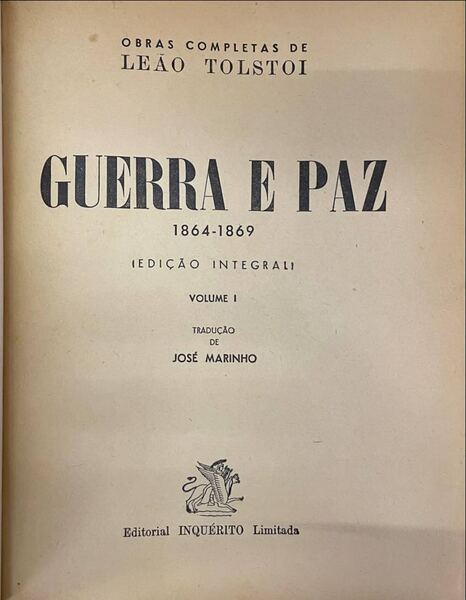 OBRAS COMPLETAS DE
LEÃO TOLSTOI
GUERRA E PAZ
1864-1869
(EDIÇÃO INTEGRAL)
VOLUME I
TRADUÇÃO
DE
JOSÉ MARINHO
Editorial INQUÉRITO Limitada